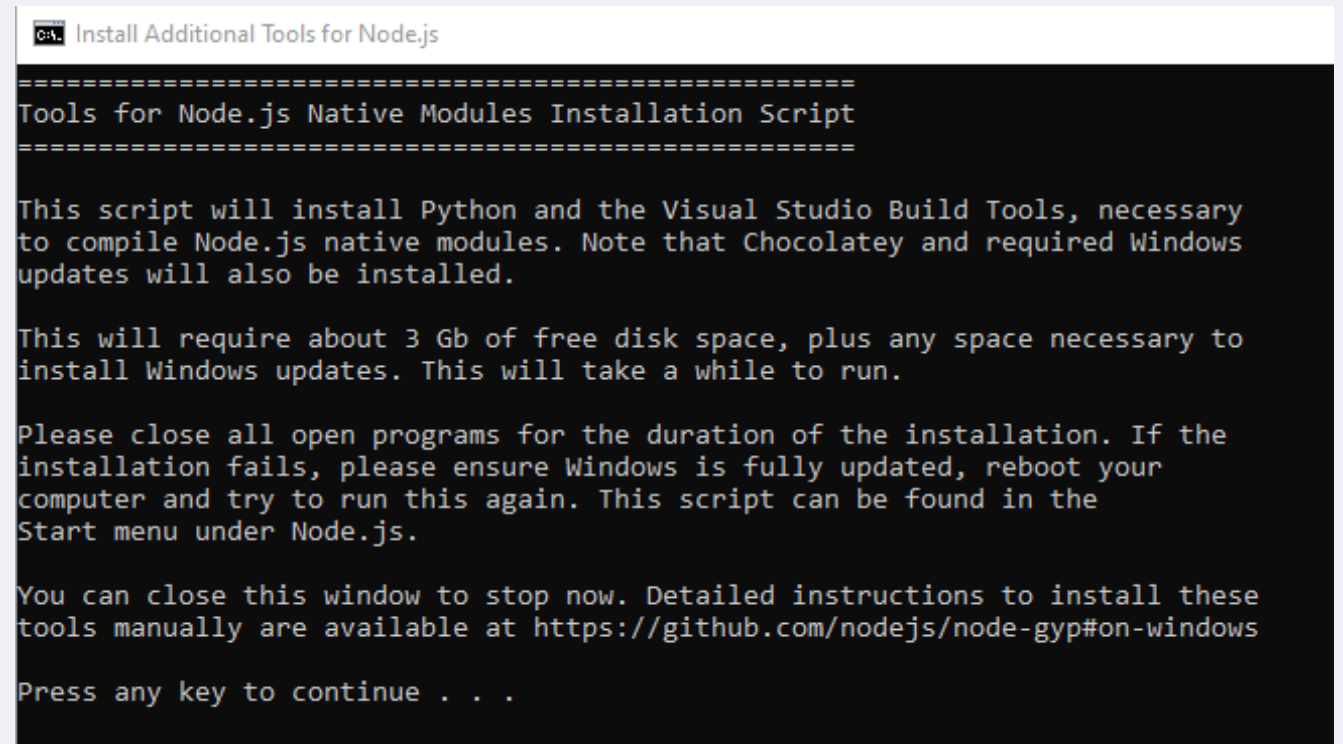 C:\. Install Additional Tools for Node.js
====================================================
Tools for Node.js Native Modules Installation Script
====================================================
This script will install Python and the Visual Studio Build Tools, necessary
to compile Node.js native modules. Note that Chocolatey and required Windows
updates will also be installed.
This will require about 3 Gb of free disk space, plus any space necessary to
install Windows updates. This will take a while to run.
Please close all open programs for the duration of the installation. If the
installation fails, please ensure Windows is fully updated, reboot your
computer and try to run this again. This script can be found in the
Start menu under Node.js.
You can close this window to stop now. Detailed instructions to install these
tools manually are available at https://github.com/nodejs/node-gyp#on-windows
Press any key to continue . . .